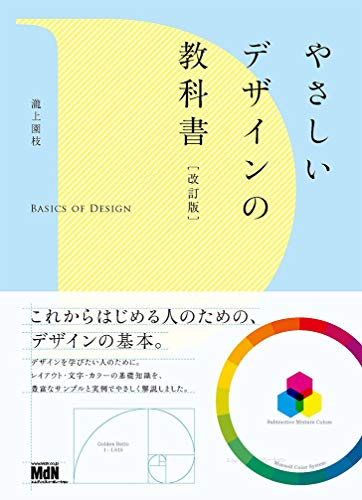 やさしい
デザインの
教科書
[改訂版]
瀧上園枝
BASICS OF DESIGN
これからはじめる人のための、
デザインの基本。
デザインを学びたい人のために。
レイアウト・文字・カラーの基礎知識を、
豊富なサンプルと実例でやさしく解説しました。
Golden Ratio
1 : 1.618
Subtractive Mixture Colors
Munsell Color System
MdN